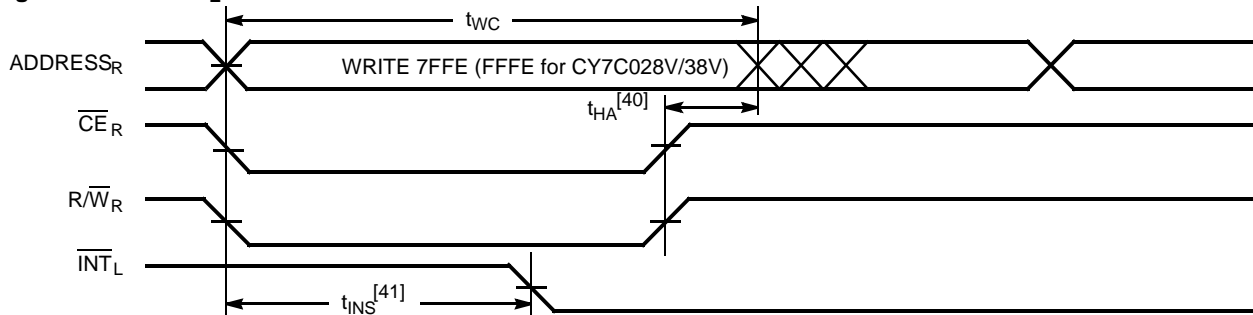 tWC
ADDRESSR
WRITE 7FFE (FFFE for CY7C028V/38V)
tHA[40]
CER
R/WR
INTL
tINS[41]